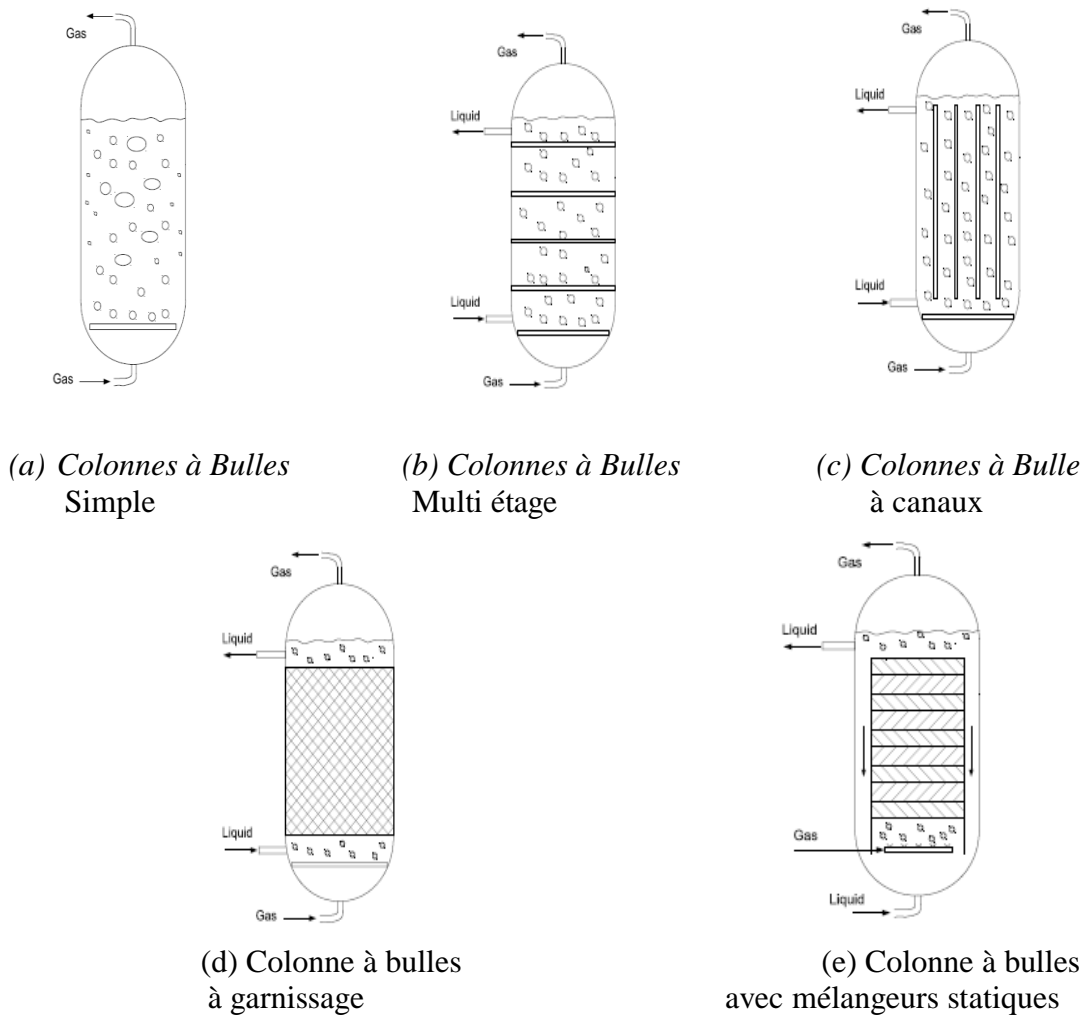 Gas
Gas
Gas
Liquid
Liquid
Liquid
Liquid
Gas
Gas
Gas
(a) Colonnes à Bulles
Simple
(b) Colonnes à Bulles
Multi étage
(c) Colonnes à Bulle
à canaux
Gas
Gas
Liquid
Liquid
Liquid
Gas
Liquid
Gas
(d) Colonne à bulles
à garnissage
(e) Colonne à bulles
avec mélangeurs statiques